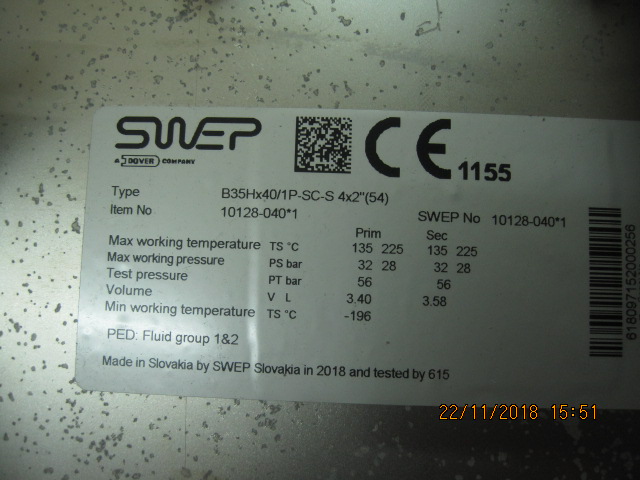 SWEP
A DOVER COMPANY
CE 1155
Type B35Hx40/1P-SC-S 4x2"(54)
Item No 10128-040*1 SWEP No 10128-040*1
Prim Sec
Max working temperature TS °C 135 225 135 225
Max working pressure PS bar 32 28 32 28
Test pressure PT bar 56 56
Volume V L 3.40 3.58
Min working temperature TS °C -196
PED: Fluid group 1&2
Made in Slovakia by SWEP Slovakia in 2018 and tested by 615
618097152000256
22/11/2018 15:51